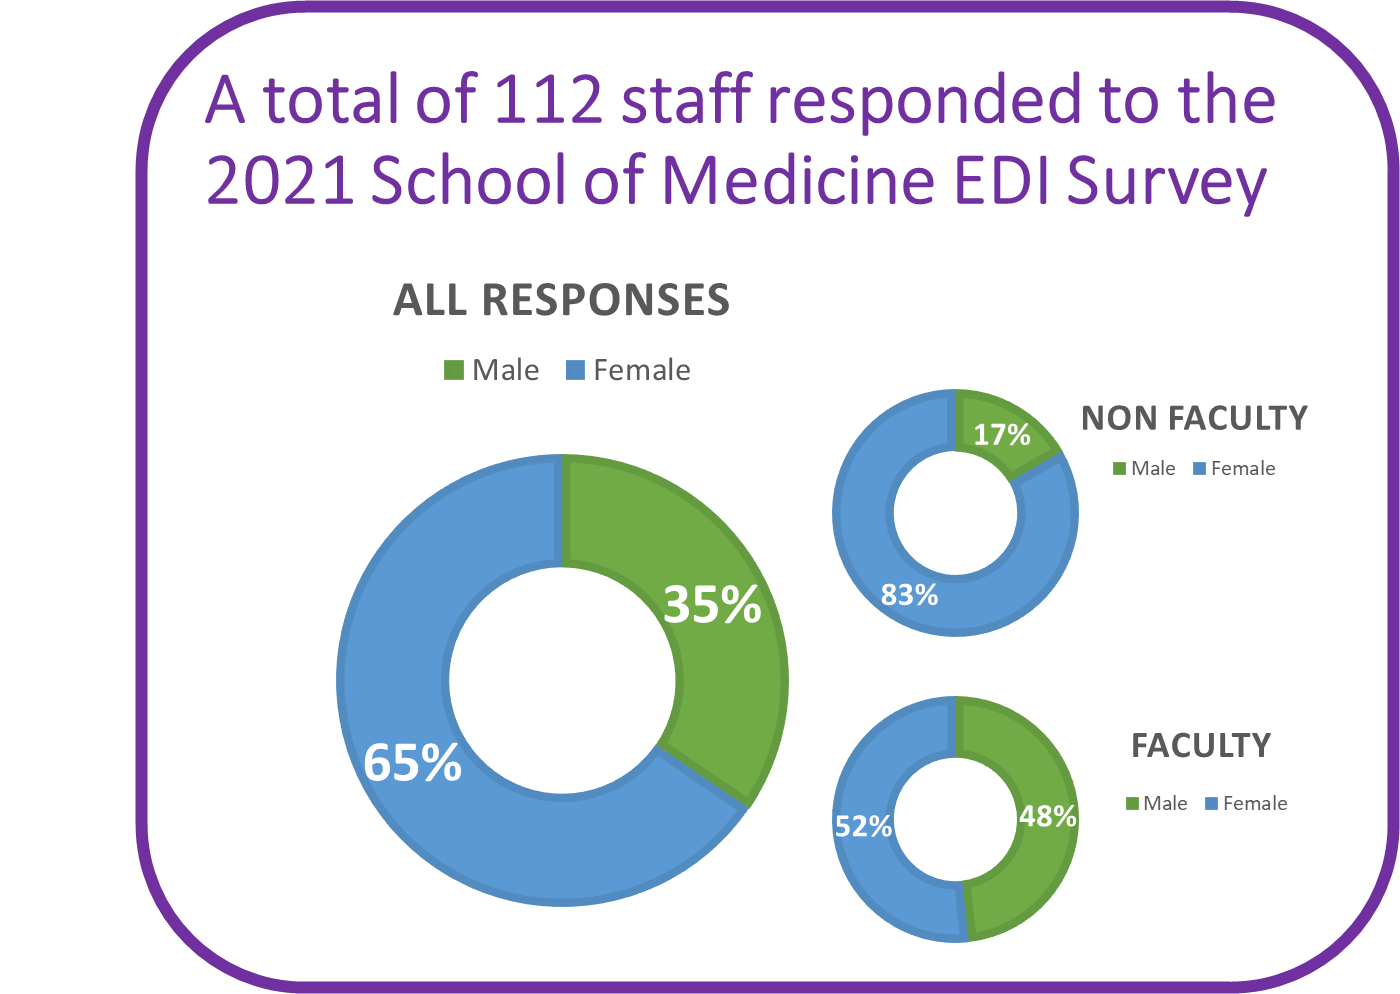 A total of 112 staff responded to the
2021 School of Medicine EDI Survey
ALL RESPONSES
Male Female
35%
65%
NON FACULTY
Male Female
17%
83%
FACULTY
Male Female
48%
52%